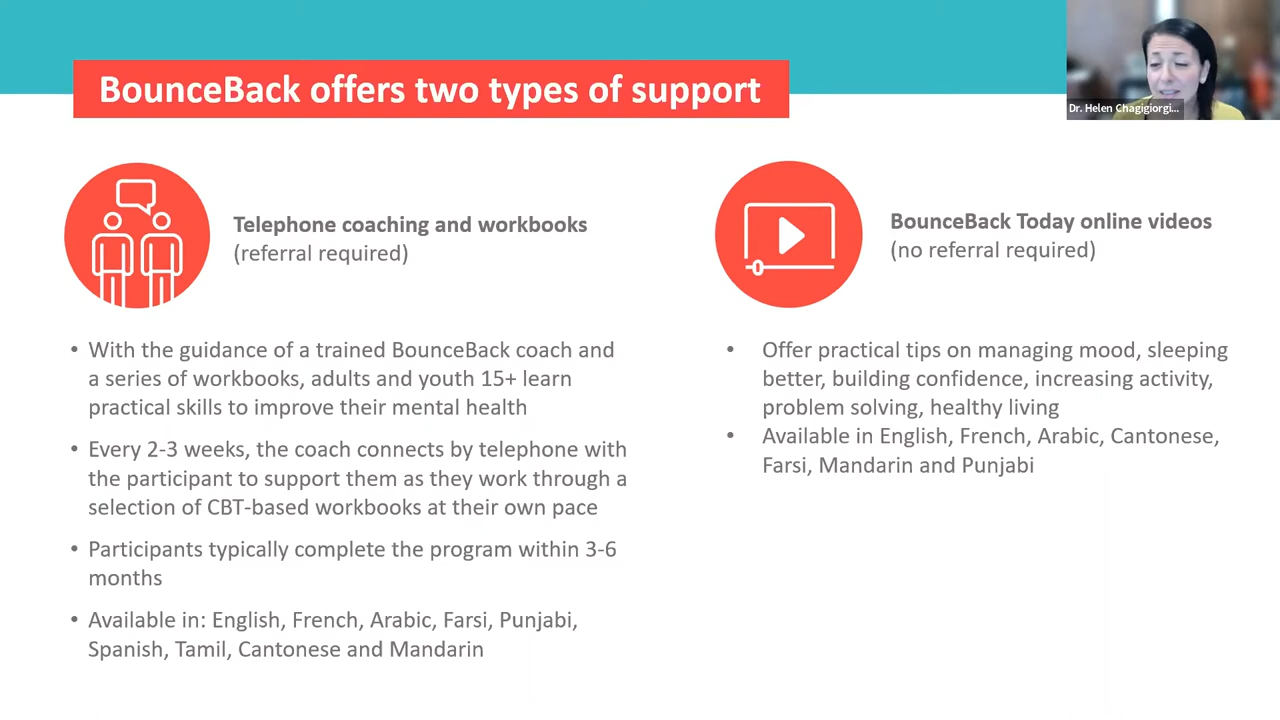 BounceBack offers two types of support
Dr. Helen Chagigiorgi...
Telephone coaching and workbooks
(referral required)
• With the guidance of a trained BounceBack coach and
a series of workbooks, adults and youth 15+ learn
practical skills to improve their mental health
• Every 2-3 weeks, the coach connects by telephone with
the participant to support them as they work through a
selection of CBT-based workbooks at their own pace
• Participants typically complete the program within 3-6
months
• Available in: English, French, Arabic, Farsi, Punjabi,
Spanish, Tamil, Cantonese and Mandarin
BounceBack Today online videos
(no referral required)
• Offer practical tips on managing mood, sleeping
better, building confidence, increasing activity,
problem solving, healthy living
• Available in English, French, Arabic, Cantonese,
Farsi, Mandarin and Punjabi